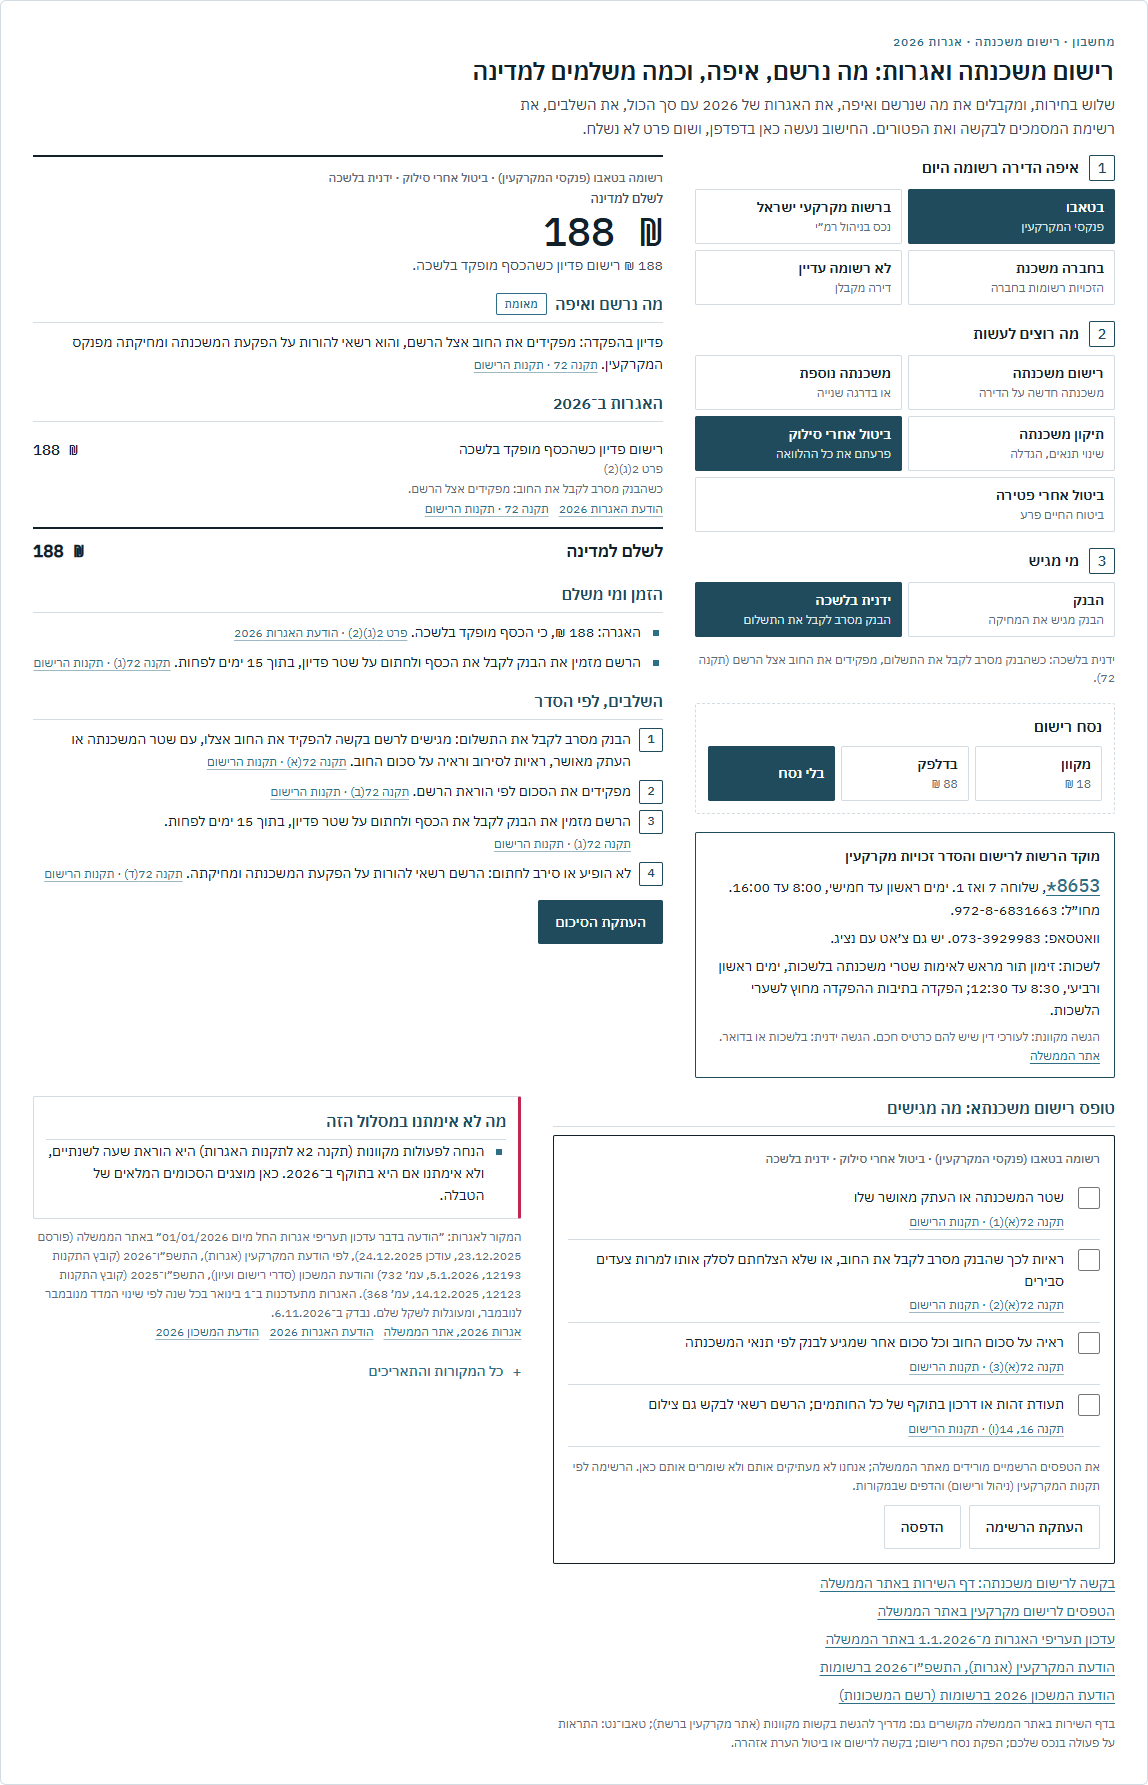 מחשבון · רישום משכנתה · אגרות 2026
רישום משכנתה ואגרות: מה נרשם, איפה, וכמה משלמים למדינה
שלוש בחירות, ומקבלים את מה שנרשם ואיפה, את האגרות של 2026 עם סך הכול, את השלבים, את
רשימת המסמכים לבקשה ואת הפטורים. החישוב נעשה כאן בדפדפן, ושום פרט לא נשלח.
1 איפה הדירה רשומה היום
בטאבו
פנקסי המקרקעין
ברשות מקרקעי ישראל
נכס בניהול רמ״י
בחברה משכנת
הזכויות רשומות בחברה
לא רשומה עדיין
דירה מקבלן
2 מה רוצים לעשות
רישום משכנתה
משכנתה חדשה על הדירה
משכנתה נוספת
או בדרגה שנייה
תיקון משכנתה
שינוי תנאים, הגדלה
ביטול אחרי סילוק
פרעתם את כל ההלוואה
ביטול אחרי פטירה
ביטוח החיים פרע
3 מי מגיש
הבנק
הבנק מגיש את המחיקה
ידנית בלשכה
הבנק מסרב לקבל את התשלום
ידנית בלשכה: כשהבנק מסרב לקבל את התשלום, מפקידים את החוב אצל הרשם (תקנה
72).
נסח רישום
מקוון
18 ₪
בדלפק
88 ₪
בלי נסח
מוקד הרשות לרישום והסדר זכויות מקרקעין
8653*, שלוחה 7 ואז 1. ימים ראשון עד חמישי, 8:00 עד 16:00.
מחו״ל: 972-8-6831663.
וואטסאפ: 073-3929983. יש גם צ׳אט עם נציג.
לשכות: זימון תור מראש לאימות שטרי משכנתה בלשכות, ימים ראשון
ורביעי, 8:30 עד 12:30; הפקדה בתיבות ההפקדה מחוץ לשערי
הלשכות.
הגשה מקוונת: לעורכי דין שיש להם כרטיס חכם. הגשה ידנית: בלשכות או בדואר.
אתר הממשלה
רשומה בטאבו (פנקסי המקרקעין) · ביטול אחרי סילוק · ידנית בלשכה
לשלם למדינה
188 ₪
188 ₪ רישום פדיון כשהכסף מופקד בלשכה.
מה נרשם ואיפה מאומת
פדיון בהפקדה: מפקידים את החוב אצל הרשם, והוא רשאי להורות על הפקעת המשכנתה ומחיקתה מפנקס
המקרקעין. תקנה 72 · תקנות הרישום
האגרות ב־2026
רישום פדיון כשהכסף מופקד בלשכה 188 ₪
פרט 2(ג)(2)
כשהבנק מסרב לקבל את החוב: מפקידים אצל הרשם.
הודעת האגרות 2026 תקנה 72 · תקנות הרישום
לשלם למדינה 188 ₪
הזמן ומי משלם
האגרה: 188 ₪, כי הכסף מופקד בלשכה. פרט 2(ג)(2) · הודעת האגרות 2026
הרשם מזמין את הבנק לקבל את הכסף ולחתום על שטר פדיון, בתוך 15 ימים לפחות. תקנה 72(ג) · תקנות הרישום
השלבים, לפי הסדר
1 הבנק מסרב לקבל את התשלום: מגישים לרשם בקשה להפקיד את החוב אצלו, עם שטר המשכנתה או
העתק מאושר, ראיות לסירוב וראיה על סכום החוב. תקנה 72(א) · תקנות הרישום
2 מפקידים את הסכום לפי הוראת הרשם. תקנה 72(ב) · תקנות הרישום
3 הרשם מזמין את הבנק לקבל את הכסף ולחתום על שטר פדיון, בתוך 15 ימים לפחות.
תקנה 72(ג) · תקנות הרישום
4 לא הופיע או סירב לחתום: הרשם רשאי להורות על הפקעת המשכנתה ומחיקתה. תקנה 72(ד) · תקנות הרישום
העתקת הסיכום
טופס רישום משכנתא: מה מגישים
רשומה בטאבו (פנקסי המקרקעין) · ביטול אחרי סילוק · ידנית בלשכה
שטר המשכנתה או העתק מאושר שלו
תקנה 72(א)(1) · תקנות הרישום
ראיות לכך שהבנק מסרב לקבל את החוב, או שלא הצלחתם לסלק אותו למרות צעדים
סבירים
תקנה 72(א)(2) · תקנות הרישום
ראיה על סכום החוב וכל סכום אחר שמגיע לבנק לפי תנאי המשכנתה
תקנה 72(א)(3) · תקנות הרישום
תעודת זהות או דרכון בתוקף של כל החותמים; הרשם רשאי לבקש גם צילום
תקנה 16, 14(ו) · תקנות הרישום
את הטפסים הרשמיים מורידים מאתר הממשלה; אנחנו לא מעתיקים אותם ולא שומרים אותם כאן. הרשימה לפי
תקנות המקרקעין (ניהול ורישום) והדפים שבמקורות.
העתקת הרשימה
הדפסה
בקשה לרישום משכנתה: דף השירות באתר הממשלה
הטפסים לרישום מקרקעין באתר הממשלה
עדכון תעריפי האגרות מ־1.1.2026 באתר הממשלה
הודעת המקרקעין (אגרות), התשפ״ו־2026 ברשומות
הודעת המשכון 2026 ברשומות (רשם המשכונות)
בדף השירות באתר הממשלה מקושרים גם: מדריך להגשת בקשות מקוונות (אתר מקרקעין ברשת); טאבו־נט: התראות
על פעולה בנכס שלכם; הפקת נסח רישום; בקשה לרישום או ביטול הערת אזהרה.
מה לא אימתנו במסלול הזה
הנחה לפעולות מקוונות (תקנה 2א לתקנות האגרות) היא הוראת שעה לשנתיים,
ולא אימתנו אם היא בתוקף ב־2026. כאן מוצגים הסכומים המלאים של
הטבלה.
המקור לאגרות: ״הודעה בדבר עדכון תעריפי אגרות החל מיום 01/01/2026״ באתר הממשלה (פורסם
23.12.2025, עודכן 24.12.2025), לפי הודעת המקרקעין (אגרות), התשפ״ו־2026 (קובץ התקנות
12193, 5.1.2026, עמ׳ 732) והודעת המשכון (סדרי רישום ועיון), התשפ״ו־2025 (קובץ התקנות
12123, 14.12.2025, עמ׳ 368). האגרות מתעדכנות ב־1 בינואר בכל שנה לפי שינוי המדד מנובמבר
לנובמבר, ומעוגלות לשקל שלם. נבדק ב־6.11.2026.
אגרות 2026, אתר הממשלה הודעת האגרות 2026 הודעת המשכון 2026
+ כל המקורות והתאריכים